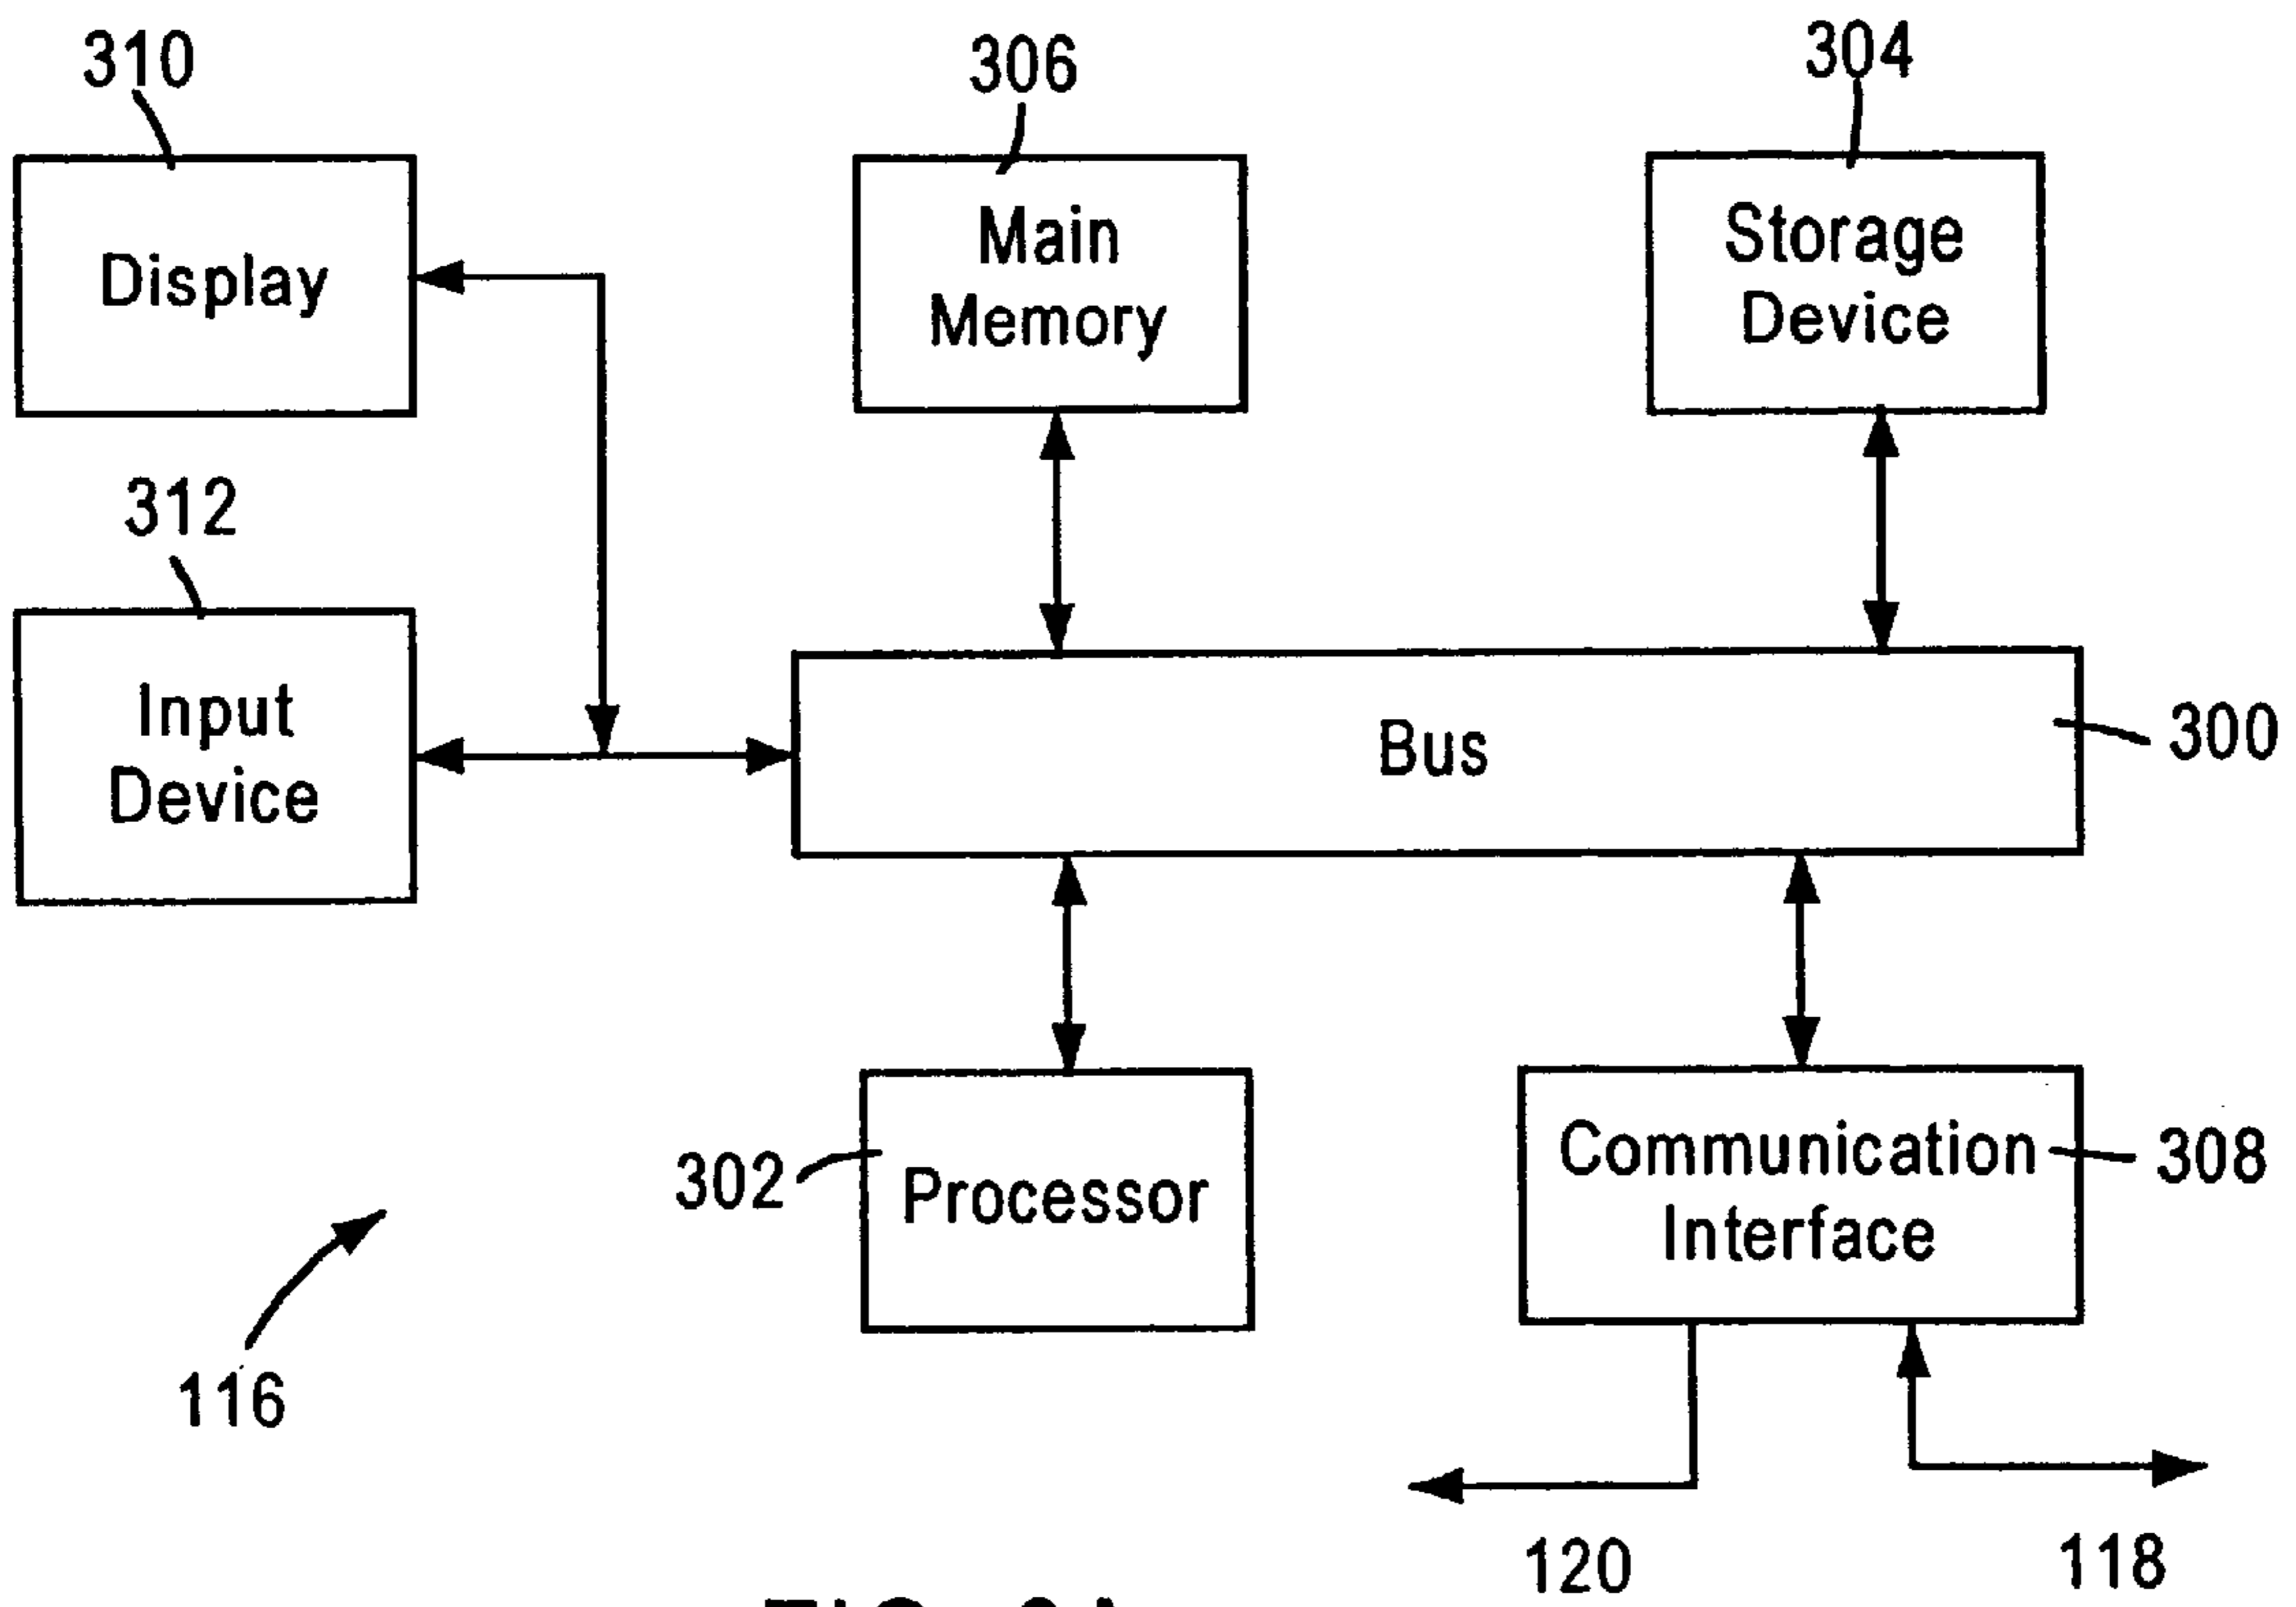 310
306
304
Display
Main
Memory
Storage
Device
312
Input
Device
Bus
300
302
Processor
Communication
Interface
308
116
120
118